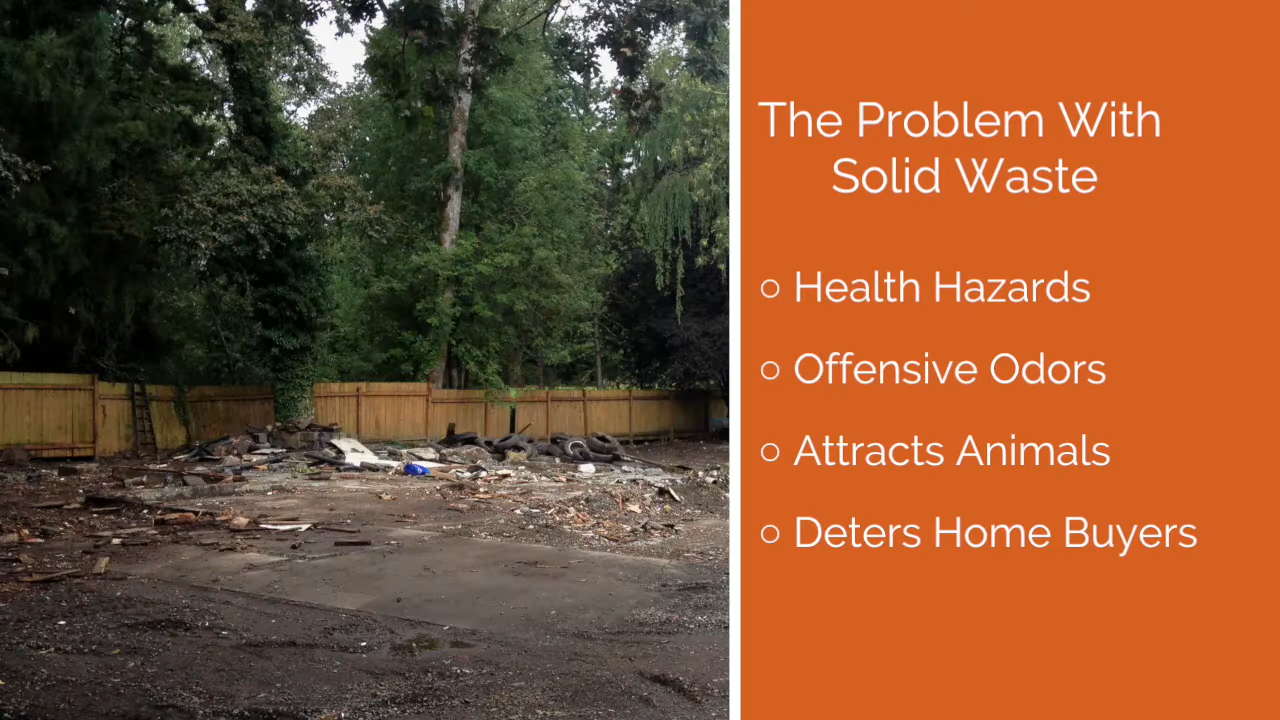 The Problem With
Solid Waste
○ Health Hazards
○ Offensive Odors
○ Attracts Animals
○ Deters Home Buyers